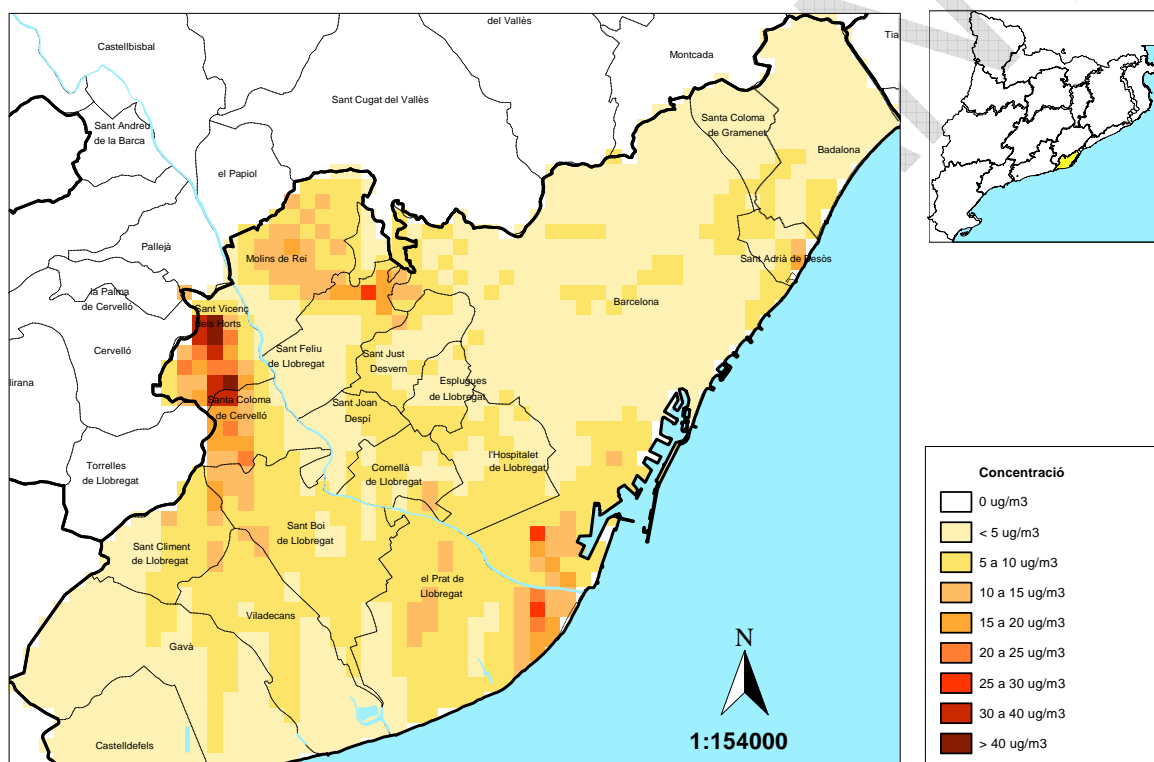 del Vallès
Castellbisbal
Montcada
Tia
Sant Cugat del Vallès
Sant Andreu
de la Barca
Santa Coloma
de Gramenet
Badalona
el Papiol
Pallejà
Molins de Rei
Sant Adrià de Besòs
la Palma
de Cervelló
Barcelona
Sant Vicenç
dels Horts
Cervelló
Sant Feliu
de Llobregat
Sant Just
Desvern
lirana
Esplugues
de Llobregat
Santa Coloma
de Cervelló
Sant Joan
Despí
Torrelles
de Llobregat
Cornellà
de Llobregat
l'Hospitalet
de Llobregat
Sant Boi
de Llobregat
Sant Climent
de Llobregat
el Prat de
Llobregat
Viladecans
Gavà
Castelldefels
N
1:154000
Concentració
0 ug/m3
< 5 ug/m3
5 a 10 ug/m3
10 a 15 ug/m3
15 a 20 ug/m3
20 a 25 ug/m3
25 a 30 ug/m3
30 a 40 ug/m3
> 40 ug/m3